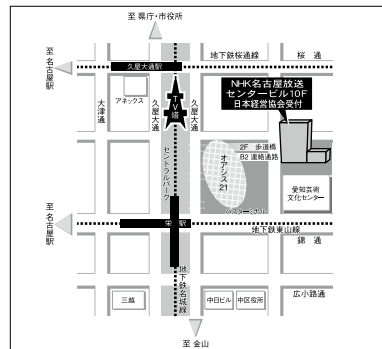 至 県庁・市役所
至 名古屋駅
久屋大通駅
地下鉄桜通線
桜 通
アネックス
大津通
久屋大通
TV塔
久屋大通
NHK名古屋放送
センタービル10F
日本経営協会受付
セントラルパーク
2F 歩道橋
B2 連絡通路
オアシス21
愛知芸術
文化センター
バスターミナル
至 名古屋駅
栄 駅
地下鉄東山線
錦 通
地下鉄名城線
三越
中日ビル
中区役所
広小路通
至 金山